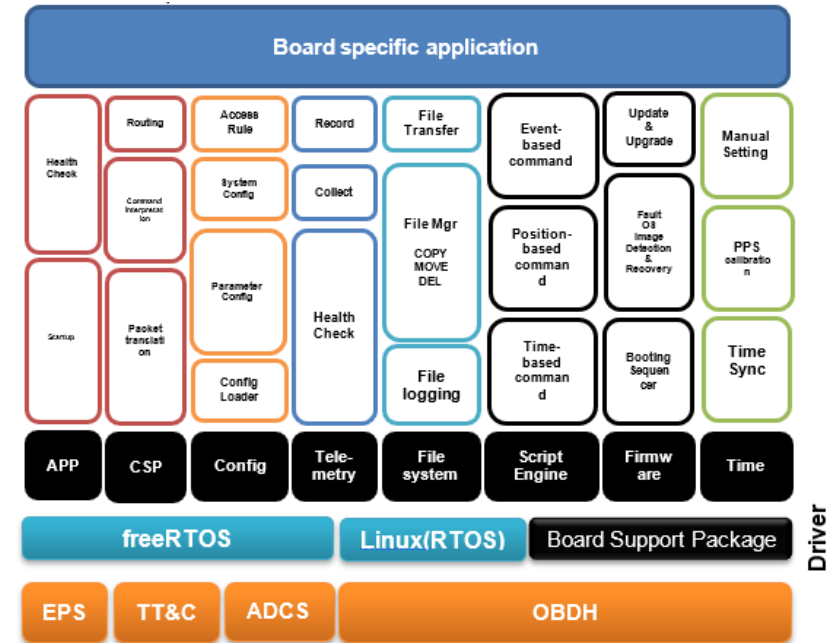 Board specific application
Health
Check
Startup
Routing
Command
Interpretat
ion
Packet
translati
on
Access
Rule
System
Config
Parameter
Config
Config
Loader
Record
Collect
Health
Check
File
Transfer
File Mgr
COPY
MOVE
DEL
File
logging
Event-
based
command
Position-
based
comman
d
Time-
based
comman
d
Update
&
Upgrade
Fault
OS
Image
Detection
&
Recovery
Booting
Sequen
cer
Manual
Setting
PPS
calibratio
n
Time
Sync
APP
CSP
Config
Tele-
metry
File
system
Script
Engine
Firmw
are
Time
freeRTOS
Linux(RTOS)
Board Support Package
Driver
EPS
TT&C
ADCS
OBDH